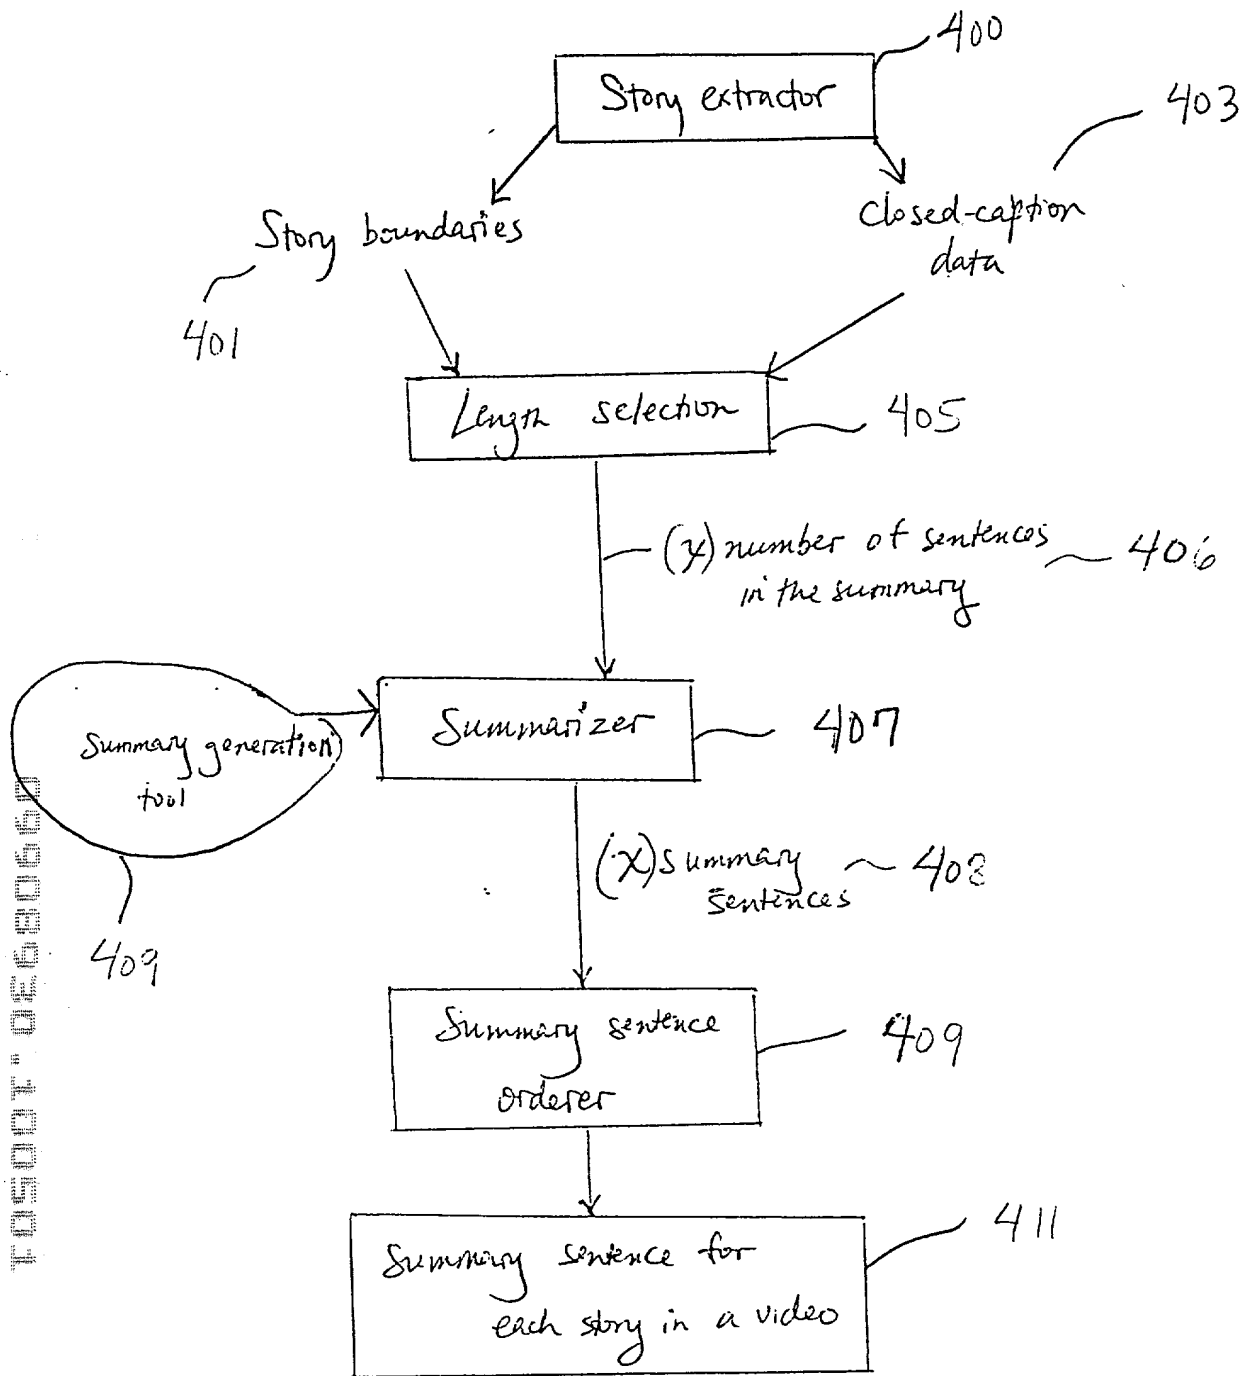 400
Story extractor
403
Story boundaries
closed-caption
data
401
Length selection
405
(x) number of sentences
in the summary
406
Summarizer
407
Summary generation
tool
409
(x) summary
sentences
408
Summary sentence
orderer
409
Summary sentence for
each story in a video
411